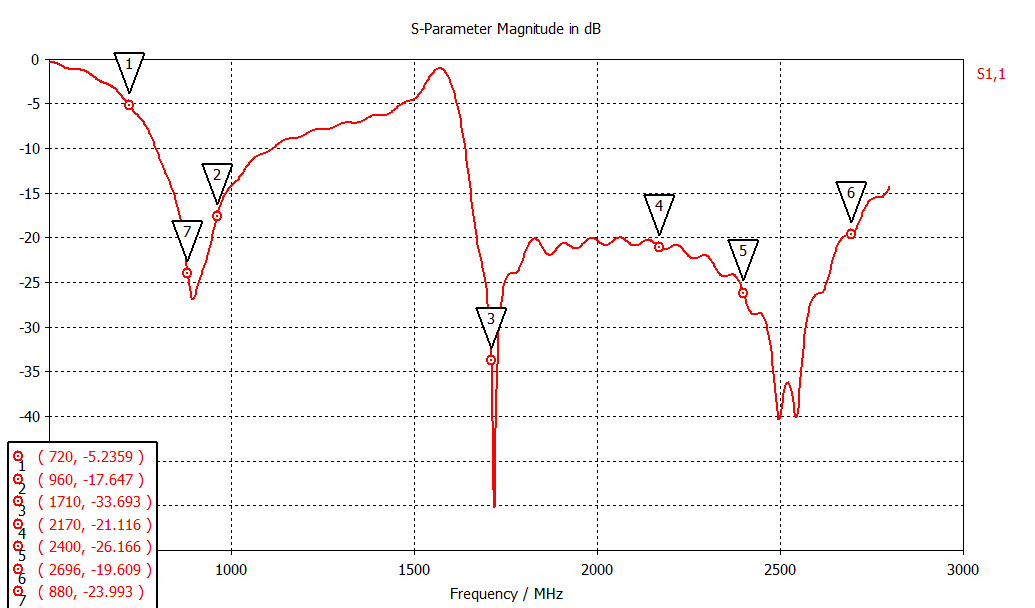 S-Parameter Magnitude in dB
S1,1
0
-5
-10
-15
-20
-25
-30
-35
-40
1
2
7
3
4
5
6
1 ( 720, -5.2359 )
2 ( 960, -17.647 )
3 ( 1710, -33.693 )
4 ( 2170, -21.116 )
5 ( 2400, -26.166 )
6 ( 2696, -19.609 )
7 ( 880, -23.993 )
1000 1500 2000 2500 3000
Frequency / MHz